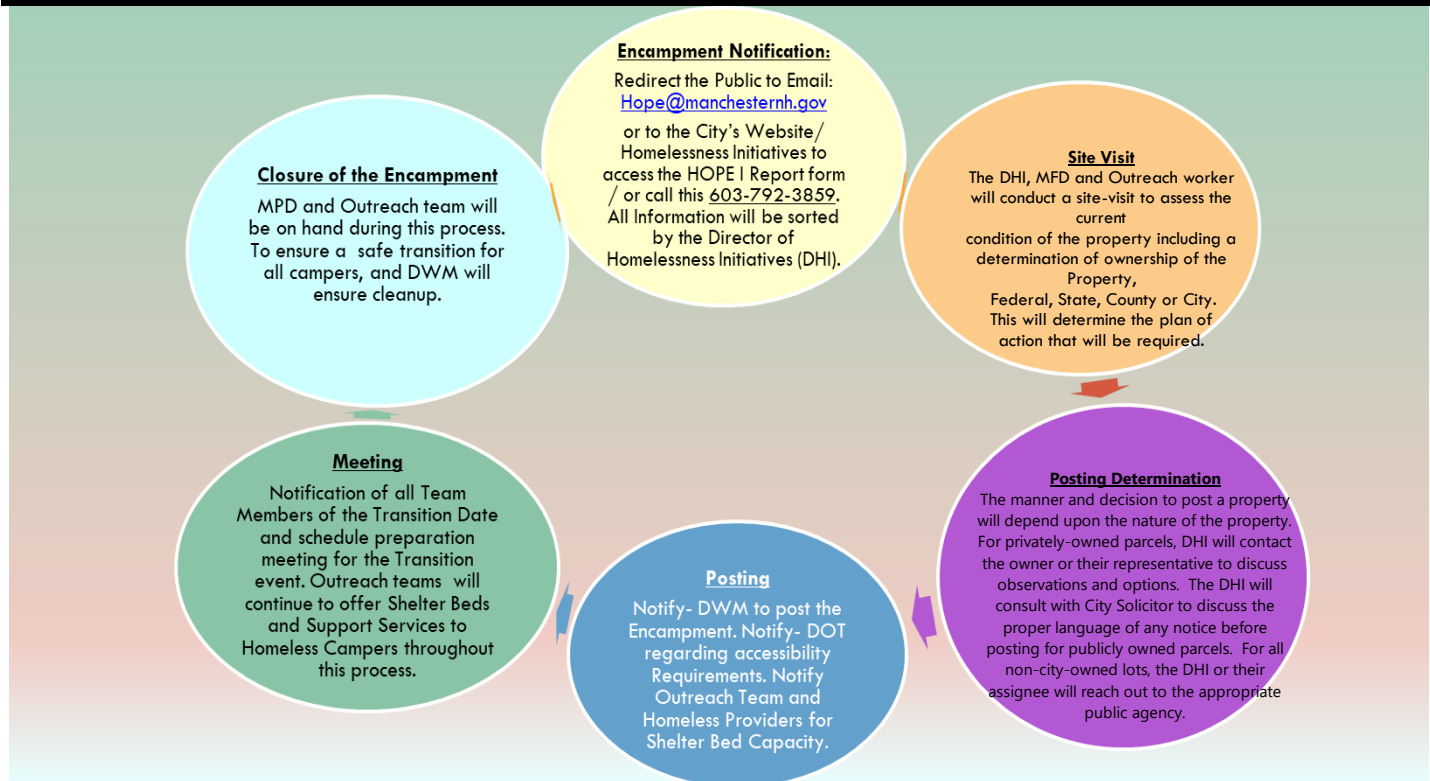 Encampment Notification:
Redirect the Public to Email:
Hope@manchesternh.gov
or to the City's Website/
Homelessness Initiatives to
access the HOPE I Report form
/ or call this 603-792-3859.
All Information will be sorted
by the Director of
Homelessness Initiatives (DHI).
Site Visit
The DHI, MFD and Outreach worker
will conduct a site-visit to assess the
current
condition of the property including a
determination of ownership of the
Property,
Federal, State, County or City.
This will determine the plan of
action that will be required.
Posting Determination
The manner and decision to post a property
will depend upon the nature of the property.
For privately-owned parcels, DHI will contact
the owner or their representative to discuss
observations and options. The DHI will
consult with City Solicitor to discuss the
proper language of any notice before
posting for publicly owned parcels. For all
non-city-owned lots, the DHI or their
assignee will reach out to the appropriate
public agency.
Posting
Notify- DWM to post the
Encampment. Notify- DOT
regarding accessibility
Requirements. Notify
Outreach Team and
Homeless Providers for
Shelter Bed Capacity.
Meeting
Notification of all Team
Members of the Transition Date
and schedule preparation
meeting for the Transition
event. Outreach teams will
continue to offer Shelter Beds
and Support Services to
Homeless Campers throughout
this process.
Closure of the Encampment
MPD and Outreach team will
be on hand during this process.
To ensure a safe transition for
all campers, and DWM will
ensure cleanup.